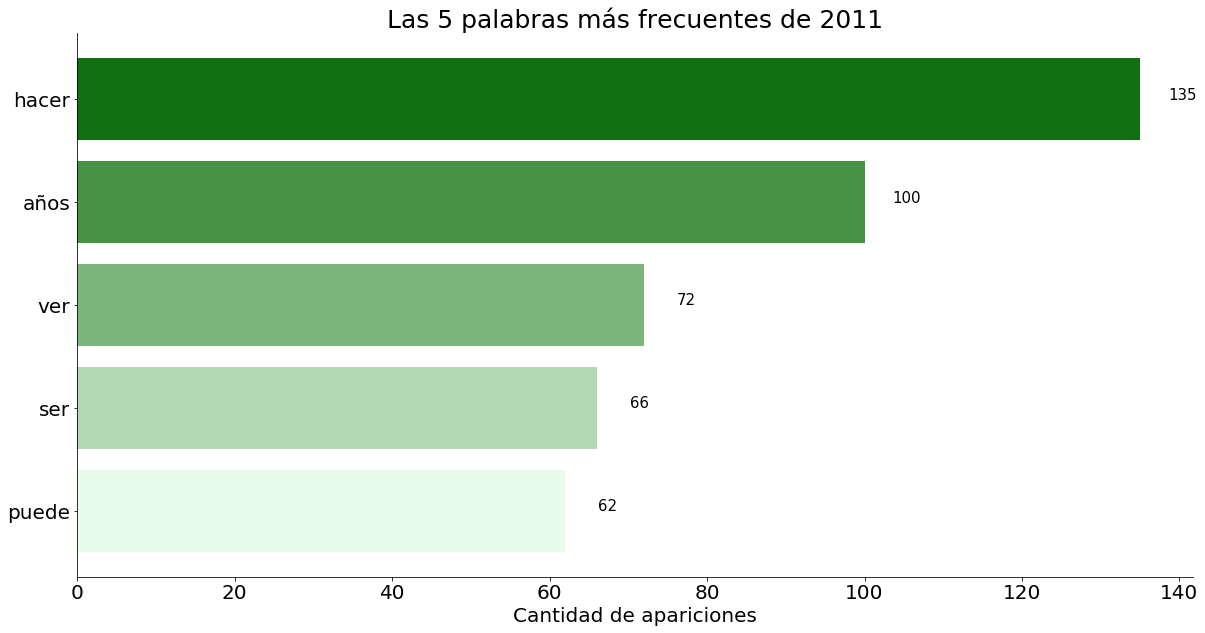 Las 5 palabras más frecuentes de 2011
hacer 135
años 100
ver 72
ser 66
puede 62
0 20 40 60 80 100 120 140
Cantidad de apariciones